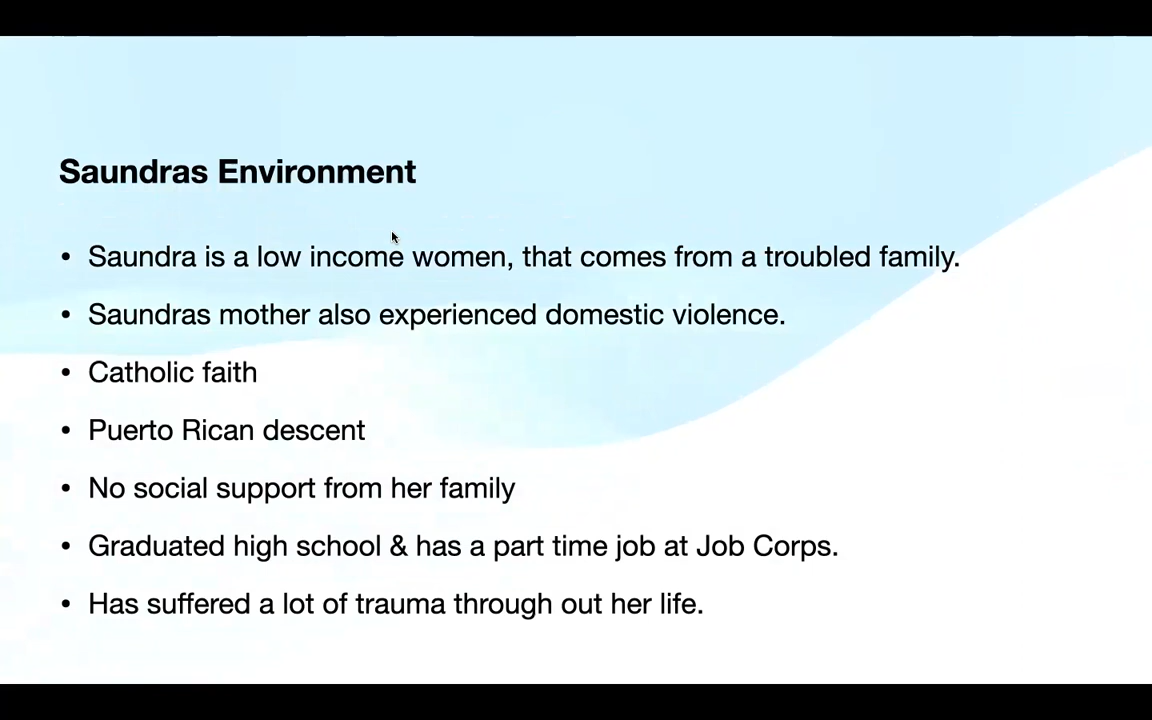 Saundras Environment
• Saundra is a low income women, that comes from a troubled family.
• Saundras mother also experienced domestic violence.
• Catholic faith
• Puerto Rican descent
• No social support from her family
• Graduated high school & has a part time job at Job Corps.
• Has suffered a lot of trauma through out her life.